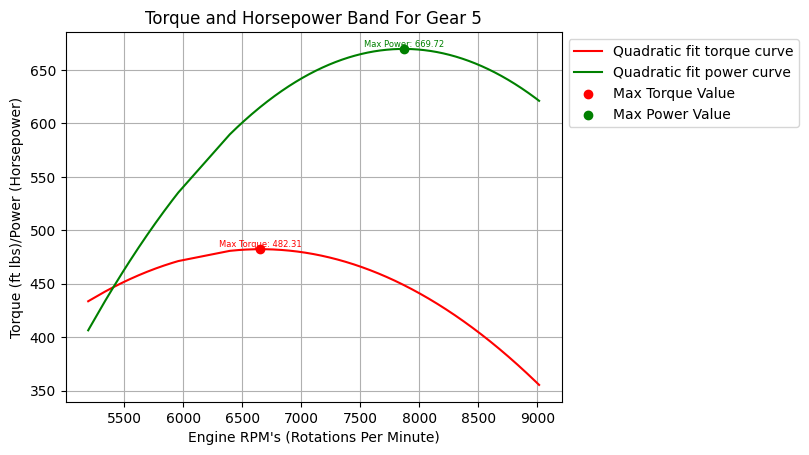 Torque and Horsepower Band For Gear 5
Max Power: 669.72
Max Torque: 482.31
Quadratic fit torque curve
Quadratic fit power curve
Max Torque Value
Max Power Value
Torque (ft lbs)/Power (Horsepower)
650
600
550
500
450
400
350
5500 6000 6500 7000 7500 8000 8500 9000
Engine RPM's (Rotations Per Minute)